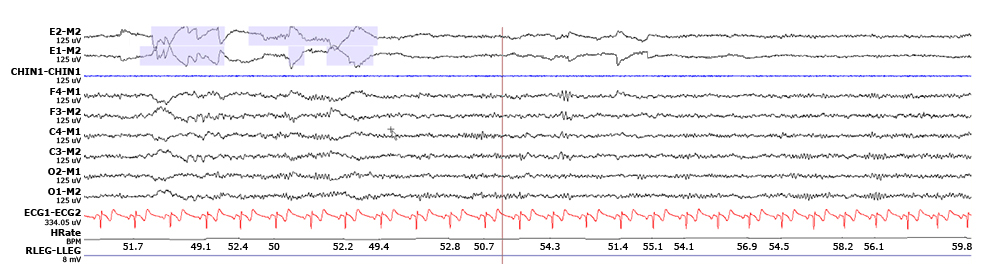 E2-M2
125 uV
E1-M2
125 uV
CHIN1-CHIN1
125 uV
F4-M1
125 uV
F3-M2
125 uV
C4-M1
125 uV
C3-M2
125 uV
O2-M1
125 uV
O1-M2
125 uV
ECG1-ECG2
334.05 uV
HRate
BPM
51.7 49.1 52.4 50 52.2 49.4 52.8 50.7 54.3 51.4 55.1 54.1 56.9 54.5 58.2 56.1 59.8
RLEG-LLEG
8 mV